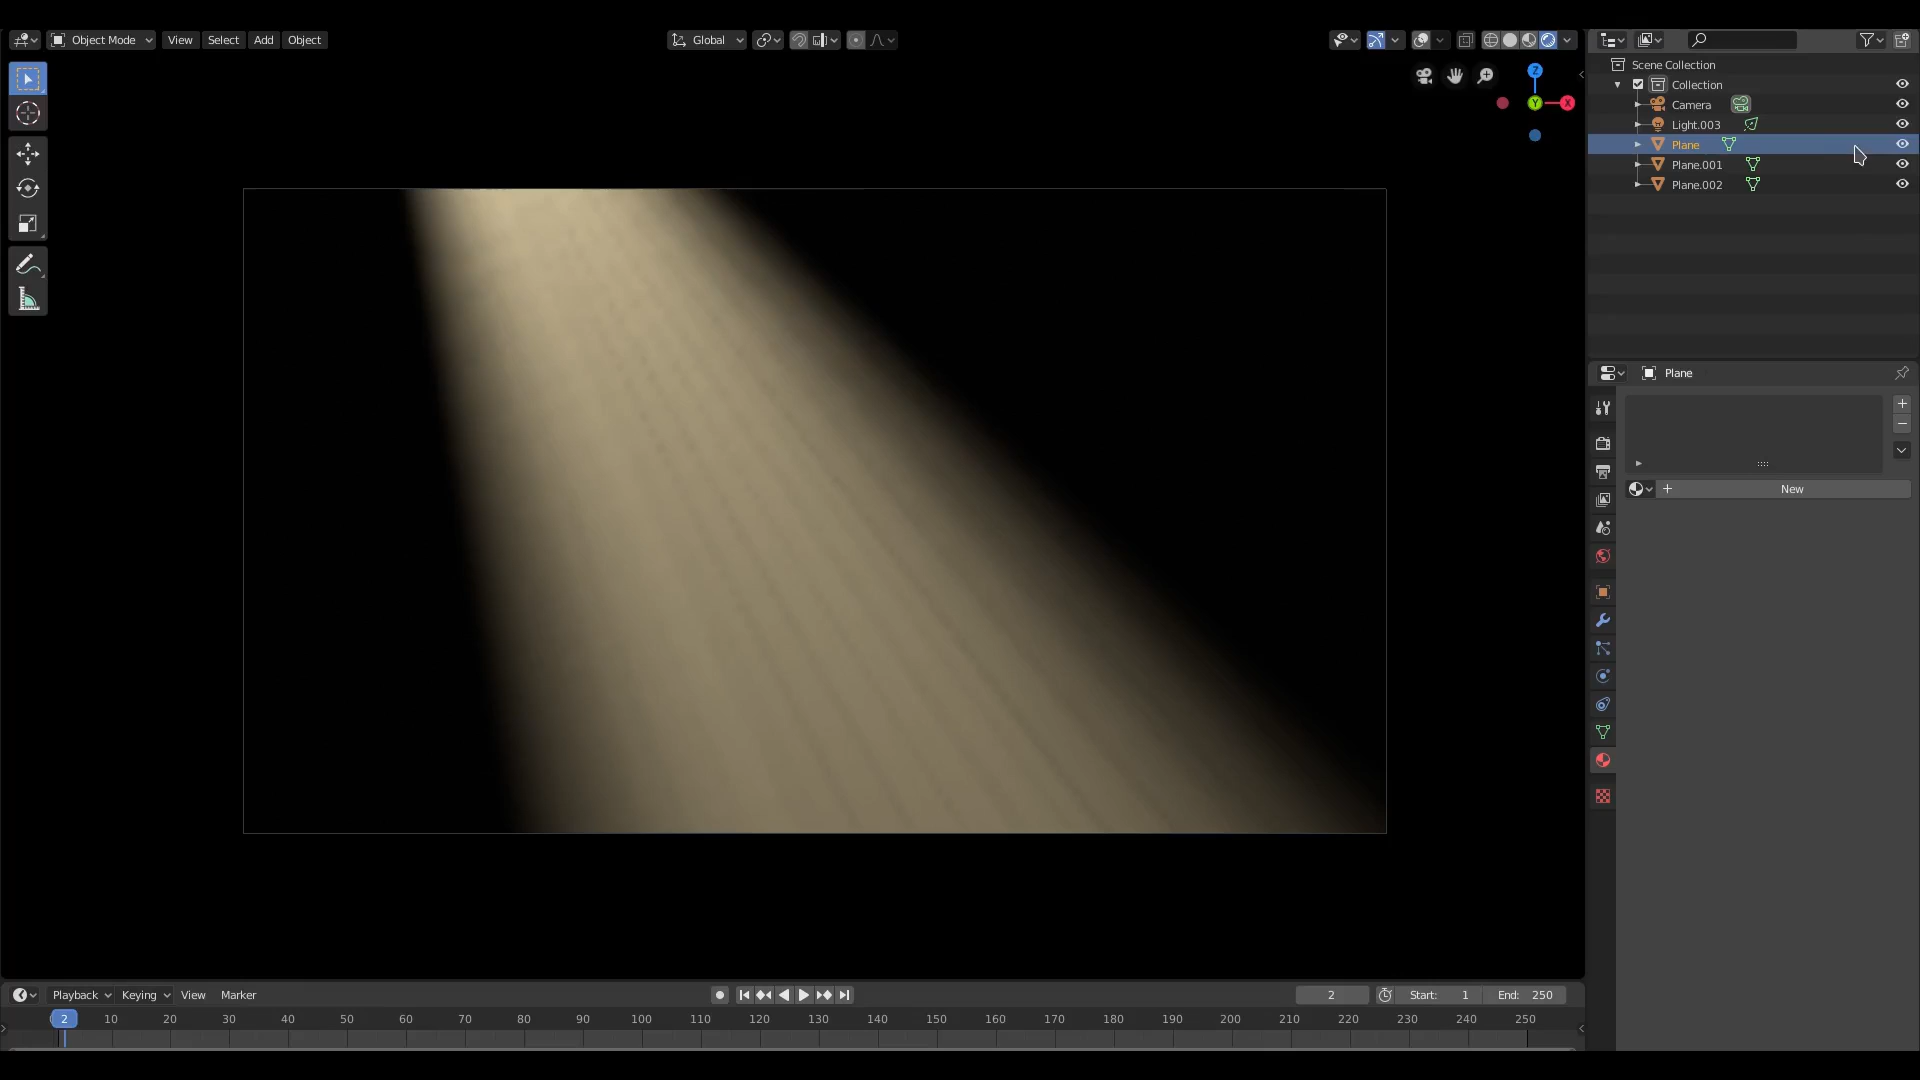 Object Mode View Select Add Object Global
Z
Y X
Scene Collection
Collection
Camera
Light.003
Plane
Plane.001
Plane.002
Plane
New
Playback Keying View Marker 2 Start: 1 End: 250
2 10 20 30 40 50 60 70 80 90 100 110 120 130 140 150 160 170 180 190 200 210 220 230 240 250